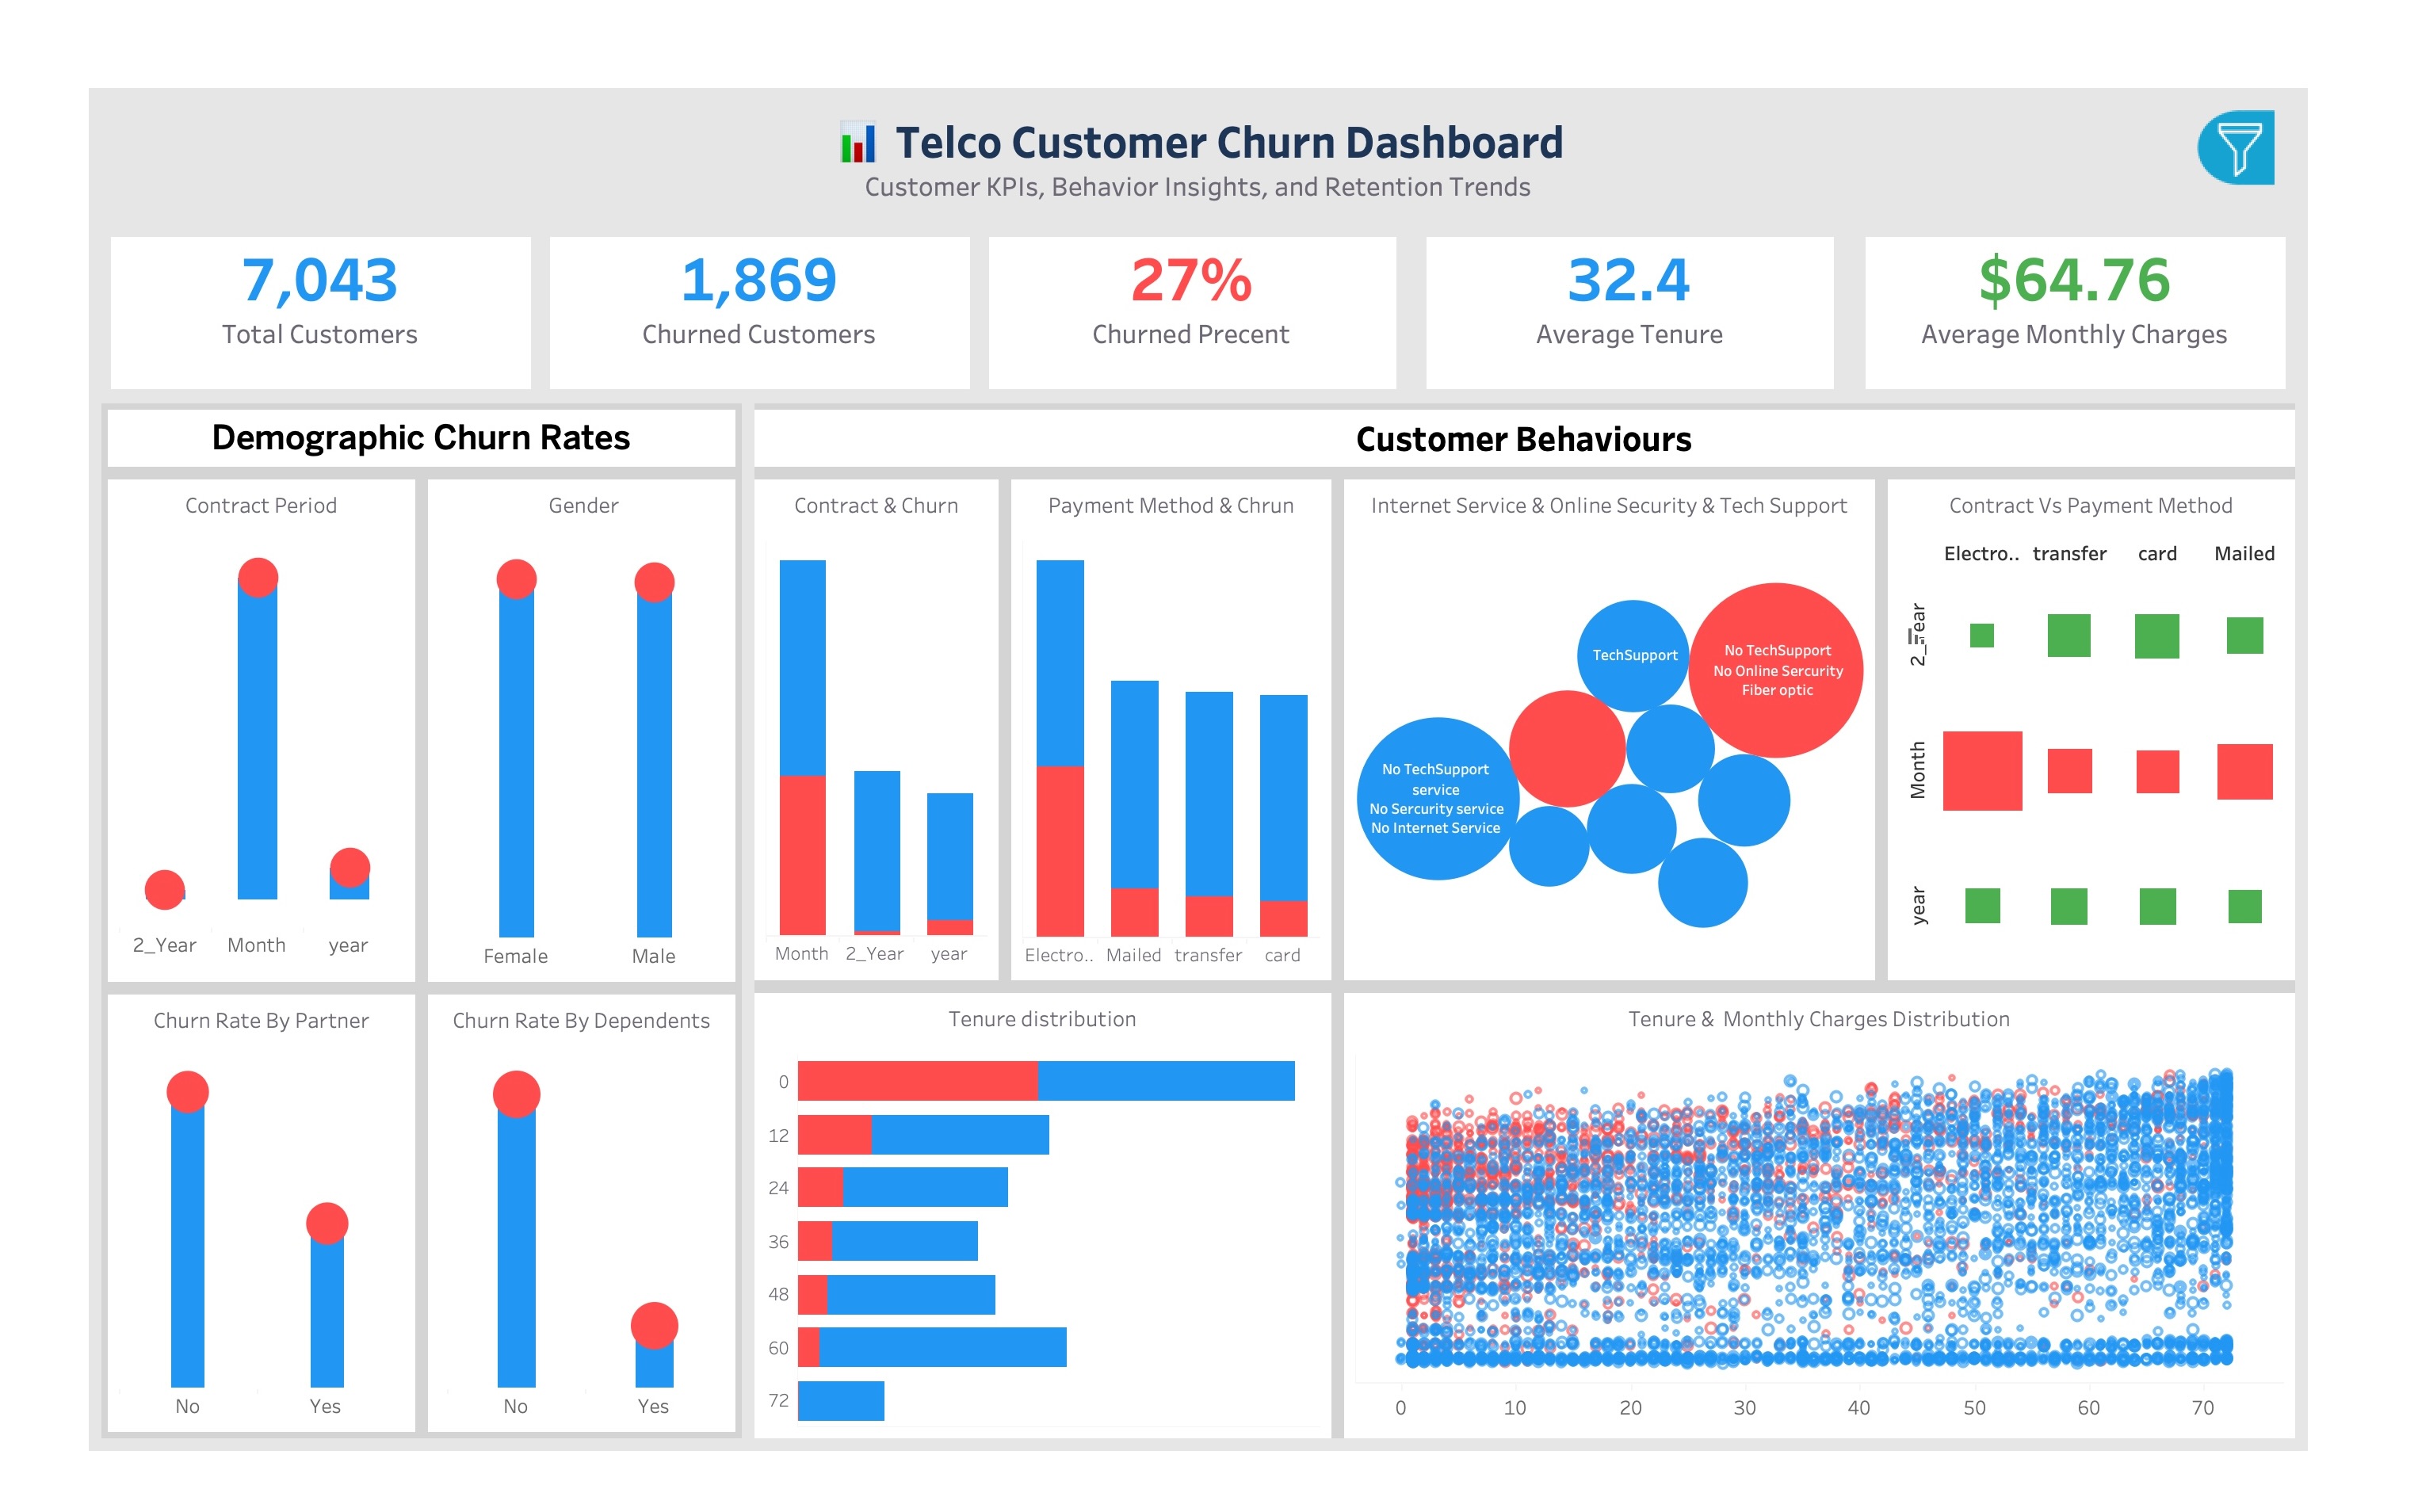 Telco Customer Churn Dashboard
Customer KPIs, Behavior Insights, and Retention Trends
7,043
Total Customers
1,869
Churned Customers
27%
Churned Precent
32.4
Average Tenure
$64.76
Average Monthly Charges
Demographic Churn Rates
Customer Behaviours
Contract Period
2_Year Month year
Gender
Female Male
Contract & Churn
Month 2_Year year
Payment Method & Chrun
Electro.. Mailed transfer card
Internet Service & Online Security & Tech Support
TechSupport
No TechSupport
No Online Sercurity
Fiber optic
No TechSupport
service
No Sercurity service
No Internet Service
Contract Vs Payment Method
Electro.. transfer card Mailed
2_Year
Month
year
Churn Rate By Partner
No Yes
Churn Rate By Dependents
No Yes
Tenure distribution
0
12
24
36
48
60
72
Tenure & Monthly Charges Distribution
0 10 20 30 40 50 60 70